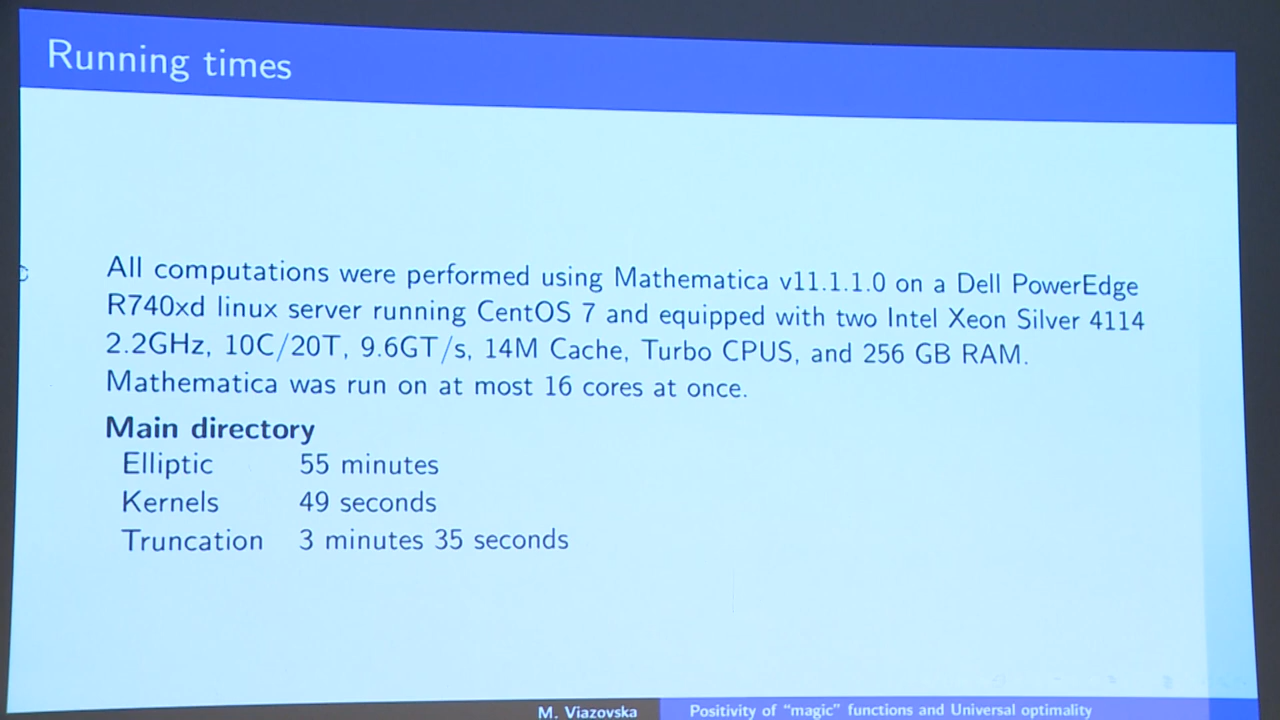 Running times
All computations were performed using Mathematica v11.1.1.0 on a Dell PowerEdge
R740xd linux server running CentOS 7 and equipped with two Intel Xeon Silver 4114
2.2GHz, 10C/20T, 9.6GT/s, 14M Cache, Turbo CPUS, and 256 GB RAM.
Mathematica was run on at most 16 cores at once.
Main directory
Elliptic 55 minutes
Kernels 49 seconds
Truncation 3 minutes 35 seconds
M. Viazovska Positivity of “magic” functions and Universal optimality